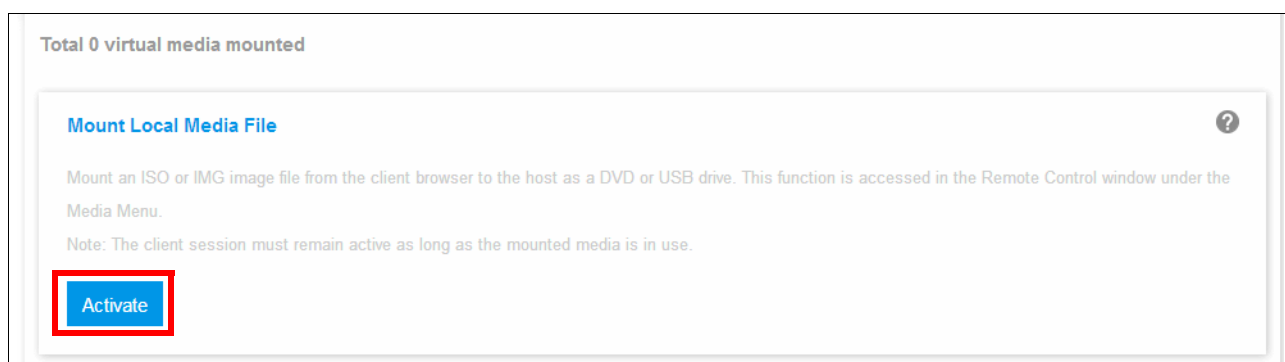 Total 0 virtual media mounted
Mount Local Media File
?
Mount an ISO or IMG image file from the client browser to the host as a DVD or USB drive. This function is accessed in the Remote Control window under the
Media Menu.
Note: The client session must remain active as long as the mounted media is in use.
Activate